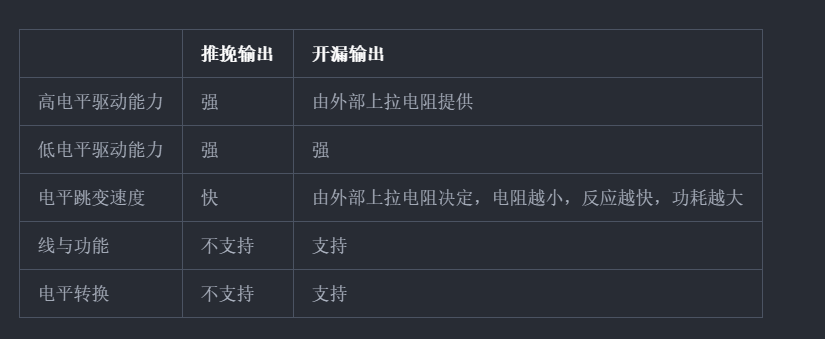 推挽输出 开漏输出
高电平驱动能力 强 由外部上拉电阻提供
低电平驱动能力 强 强
电平跳变速度 快 由外部上拉电阻决定，电阻越小，反应越快，功耗越大
线与功能 不支持 支持
电平转换 不支持 支持